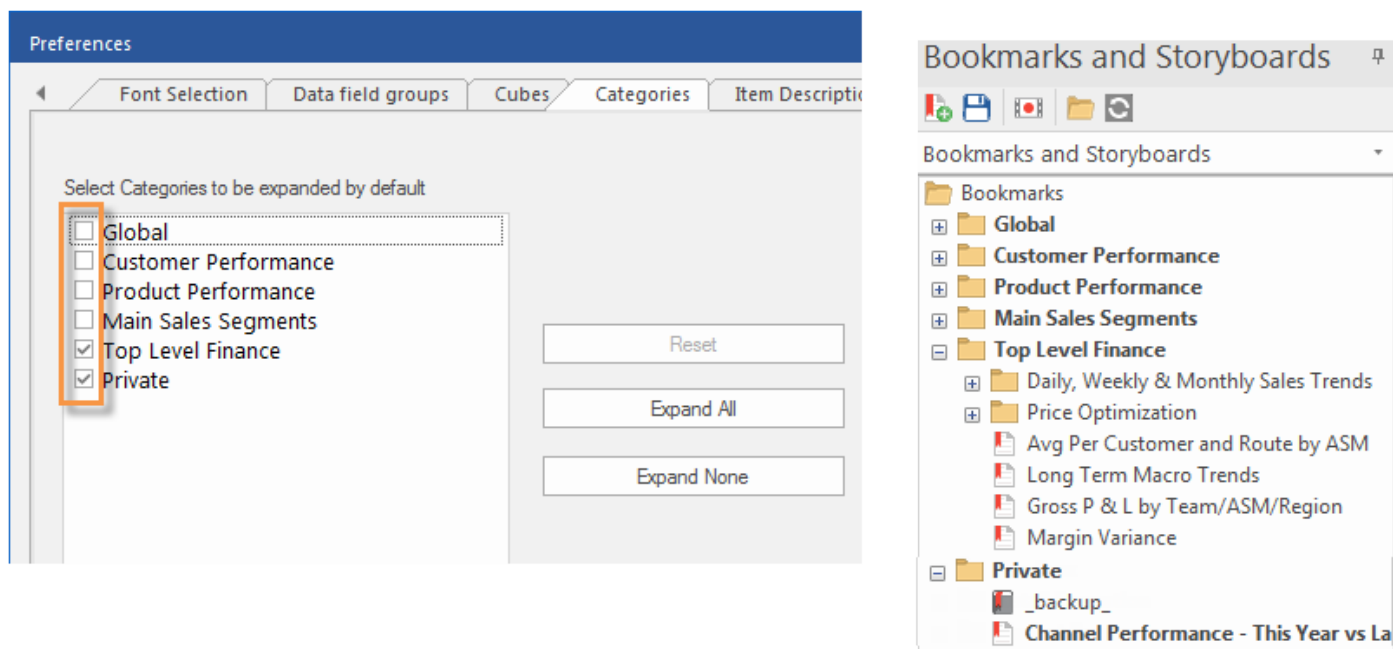 Preferences
Font Selection
Data field groups
Cubes
Categories
Item Descriptio
Select Categories to be expanded by default
Global
Customer Performance
Product Performance
Main Sales Segments
Top Level Finance
Private
Reset
Expand All
Expand None
Bookmarks and Storyboards
Bookmarks and Storyboards
Bookmarks
Global
Customer Performance
Product Performance
Main Sales Segments
Top Level Finance
Daily, Weekly & Monthly Sales Trends
Price Optimization
Avg Per Customer and Route by ASM
Long Term Macro Trends
Gross P & L by Team/ASM/Region
Margin Variance
Private
_backup_
Channel Performance - This Year vs La